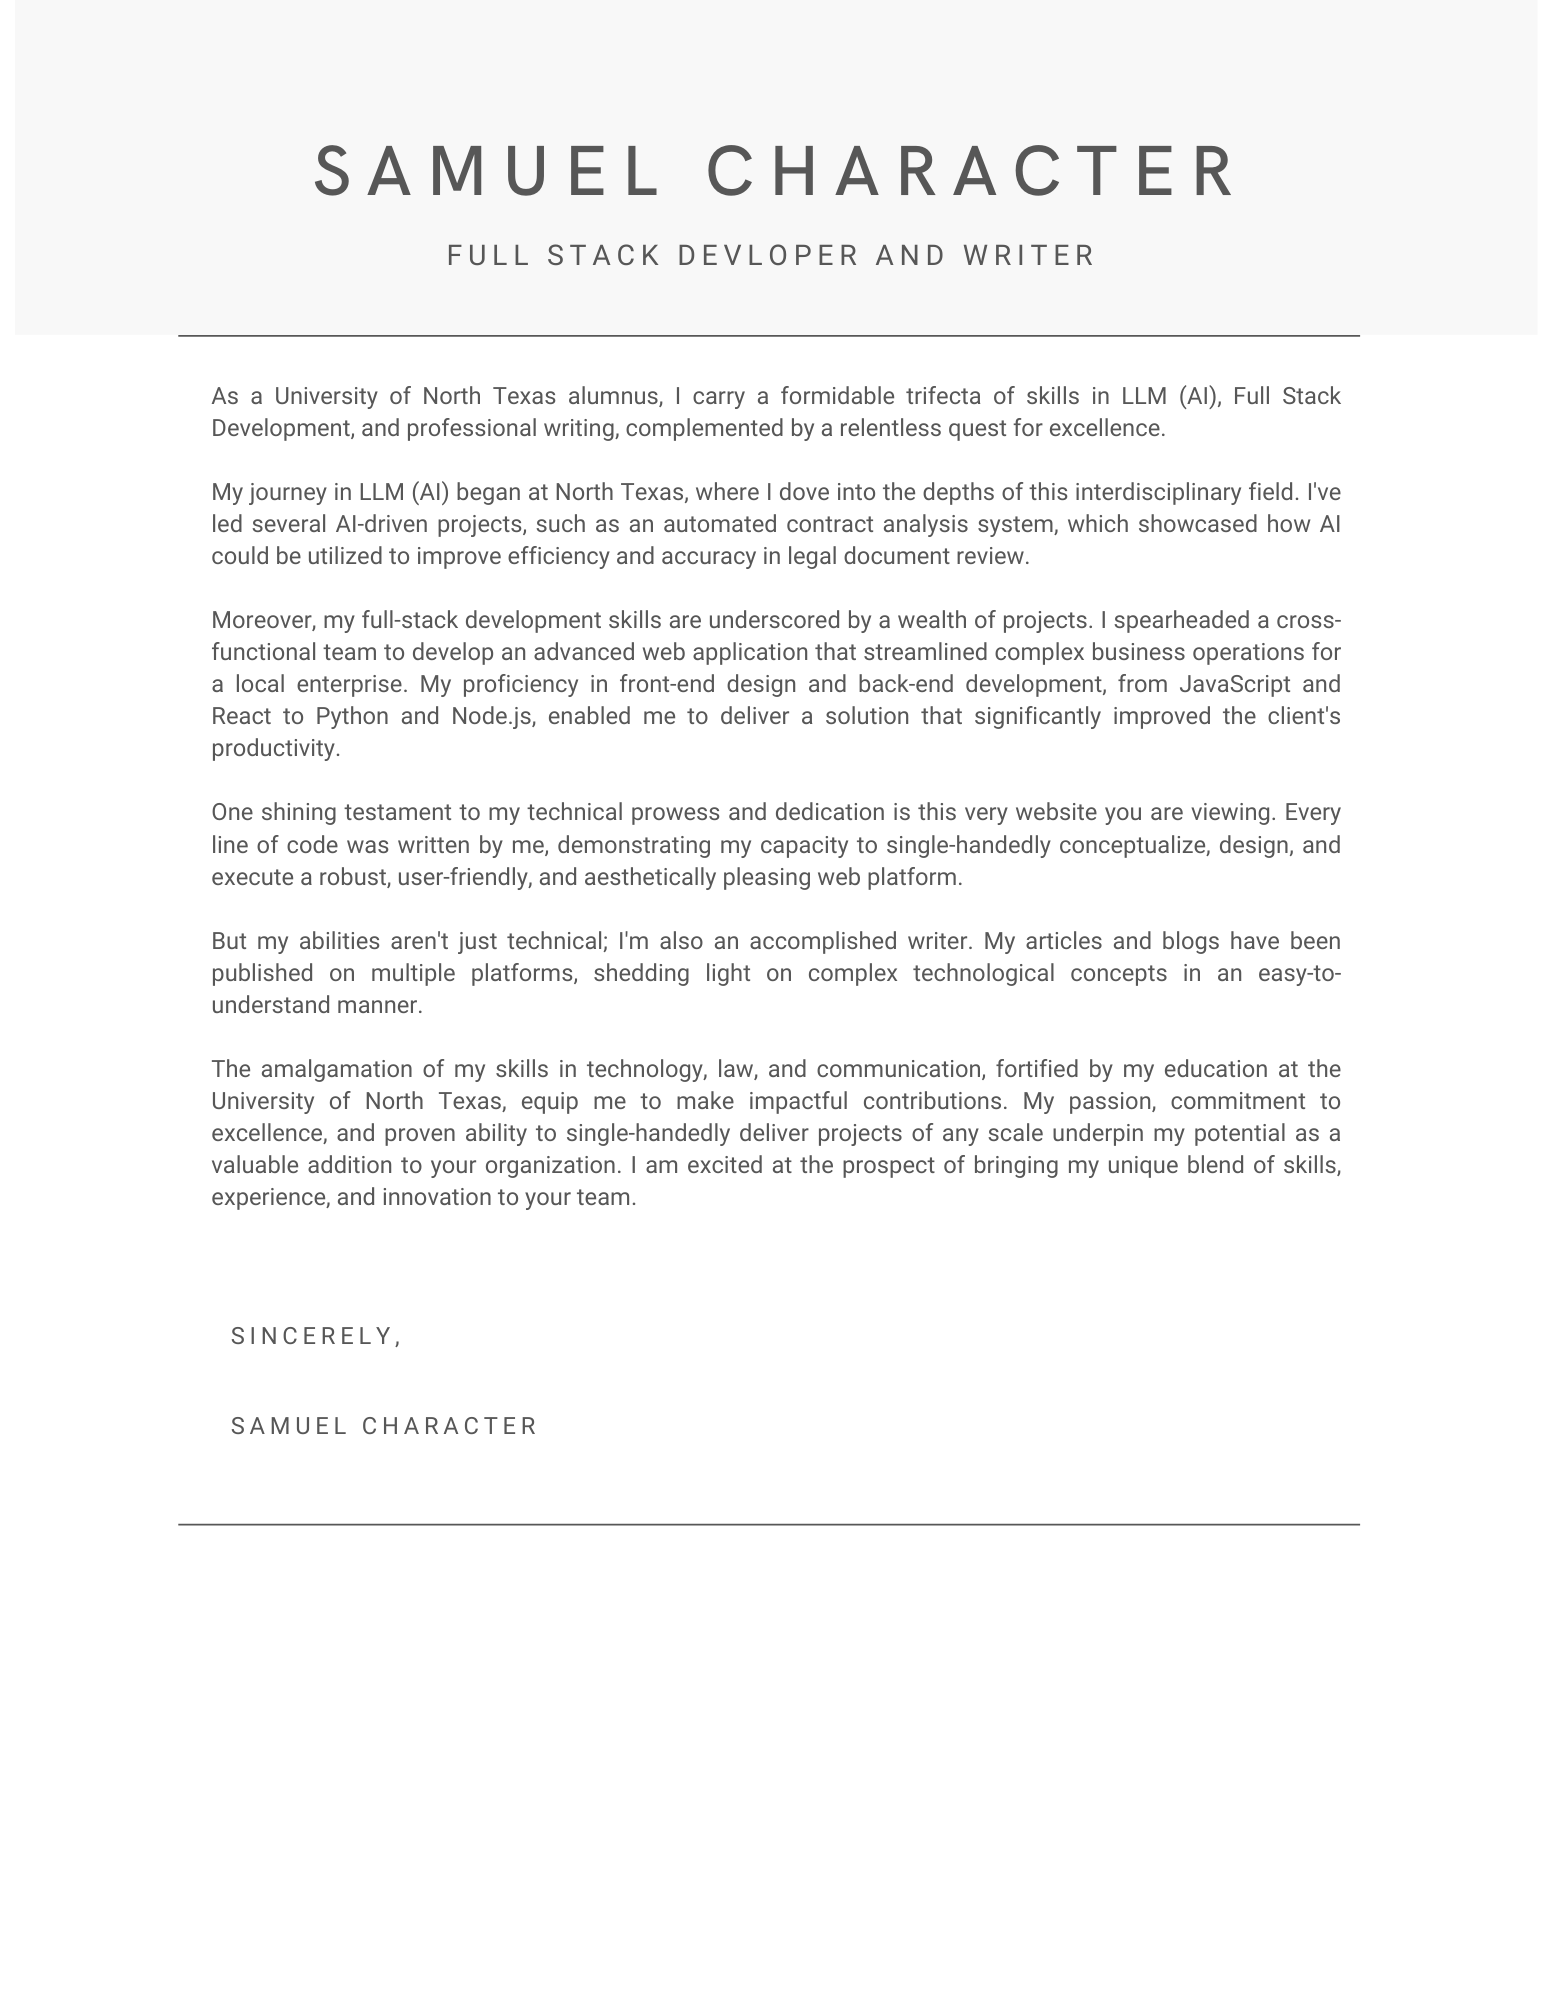 SAMUEL CHARACTER
FULL STACK DEVLOPER AND WRITER
As a University of North Texas alumnus, I carry a formidable trifecta of skills in LLM (AI), Full Stack
Development, and professional writing, complemented by a relentless quest for excellence.
My journey in LLM (AI) began at North Texas, where I dove into the depths of this interdisciplinary field. I've
led several AI-driven projects, such as an automated contract analysis system, which showcased how AI
could be utilized to improve efficiency and accuracy in legal document review.
Moreover, my full-stack development skills are underscored by a wealth of projects. I spearheaded a cross-
functional team to develop an advanced web application that streamlined complex business operations for
a local enterprise. My proficiency in front-end design and back-end development, from JavaScript and
React to Python and Node.js, enabled me to deliver a solution that significantly improved the client's
productivity.
One shining testament to my technical prowess and dedication is this very website you are viewing. Every
line of code was written by me, demonstrating my capacity to single-handedly conceptualize, design, and
execute a robust, user-friendly, and aesthetically pleasing web platform.
But my abilities aren't just technical; I'm also an accomplished writer. My articles and blogs have been
published on multiple platforms, shedding light on complex technological concepts in an easy-to-
understand manner.
The amalgamation of my skills in technology, law, and communication, fortified by my education at the
University of North Texas, equip me to make impactful contributions. My passion, commitment to
excellence, and proven ability to single-handedly deliver projects of any scale underpin my potential as a
valuable addition to your organization. I am excited at the prospect of bringing my unique blend of skills,
experience, and innovation to your team.
SINCERELY,
SAMUEL CHARACTER